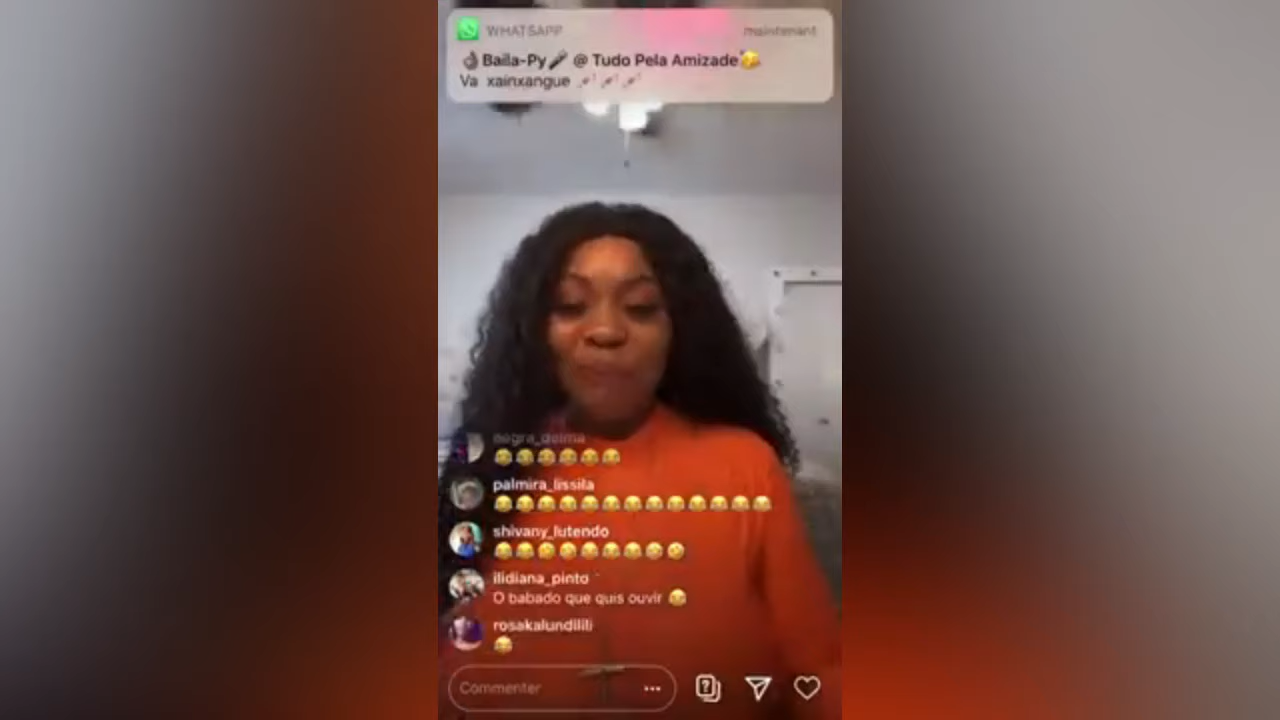 WHATSAPP maintenant
👌🏿Baila-Py🎤 @ Tudo Pela Amizade🤣
Va xainxangue 💉💉💉
negra_delma
😂😂😂😂😂😂
palmira_lissila
😂😂😂😂😂😂😂😂😂😂😂😂😂
shivany_lutendo
😂😂🤣😂😂😂😂😂🤣
ilidiana_pinto
O babado que quis ouvir 😂
rosakalundilili
😂
Commenter